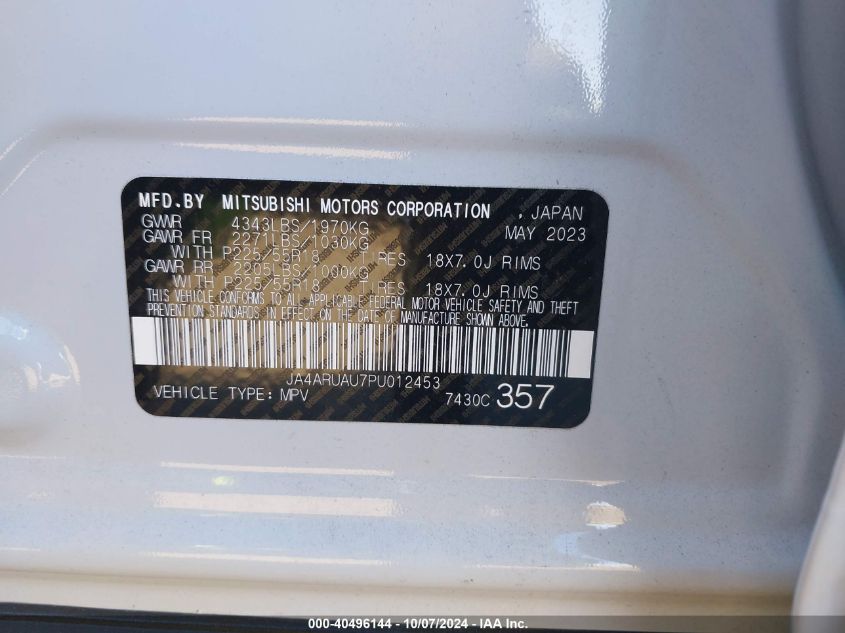 MFD.BY MITSUBISHI MOTORS CORPORATION , JAPAN
GVWR 4343LBS/1970KG MAY 2023
GAWR FR 2271LBS/1030KG
WITH P225/55R18 TIRES 18X7.0J RIMS
GAWR RR 2205LBS/1000KG
WITH P225/55R18 TIRES 18X7.0J RIMS
THIS VEHICLE CONFORMS TO ALL APPLICABLE FEDERAL MOTOR VEHICLE SAFETY AND THEFT
PREVENTION STANDARDS IN EFFECT ON THE DATE OF MANUFACTURE SHOWN ABOVE.
JA4ARUAU7PU012453
VEHICLE TYPE: MPV 7430C 357
000-40496144 - 10/07/2024 - IAA Inc.